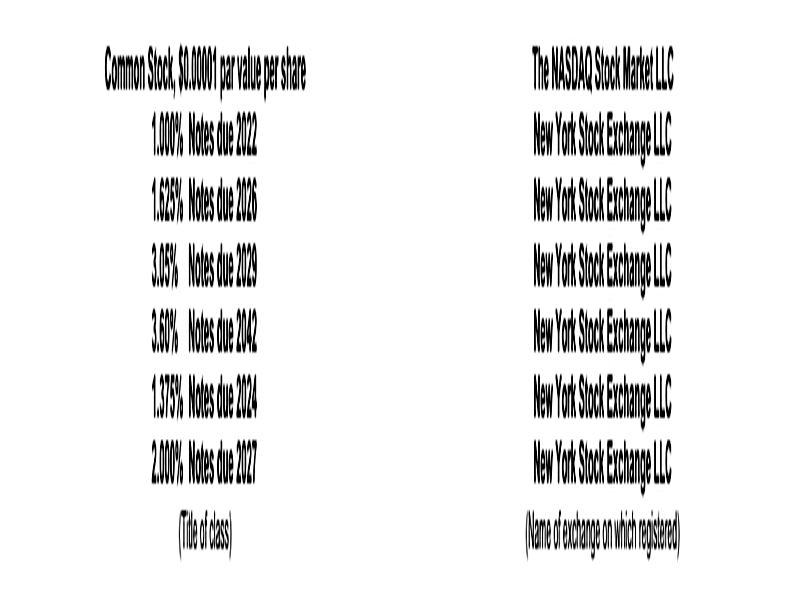 Common Stock, $0.00001 par value per share The NASDAQ Stock Market LLC
1.000% Notes due 2022 New York Stock Exchange LLC
1.625% Notes due 2026 New York Stock Exchange LLC
3.05% Notes due 2029 New York Stock Exchange LLC
3.60% Notes due 2042 New York Stock Exchange LLC
1.375% Notes due 2024 New York Stock Exchange LLC
2.000% Notes due 2027 New York Stock Exchange LLC
(Title of class) (Name of exchange on which registered)